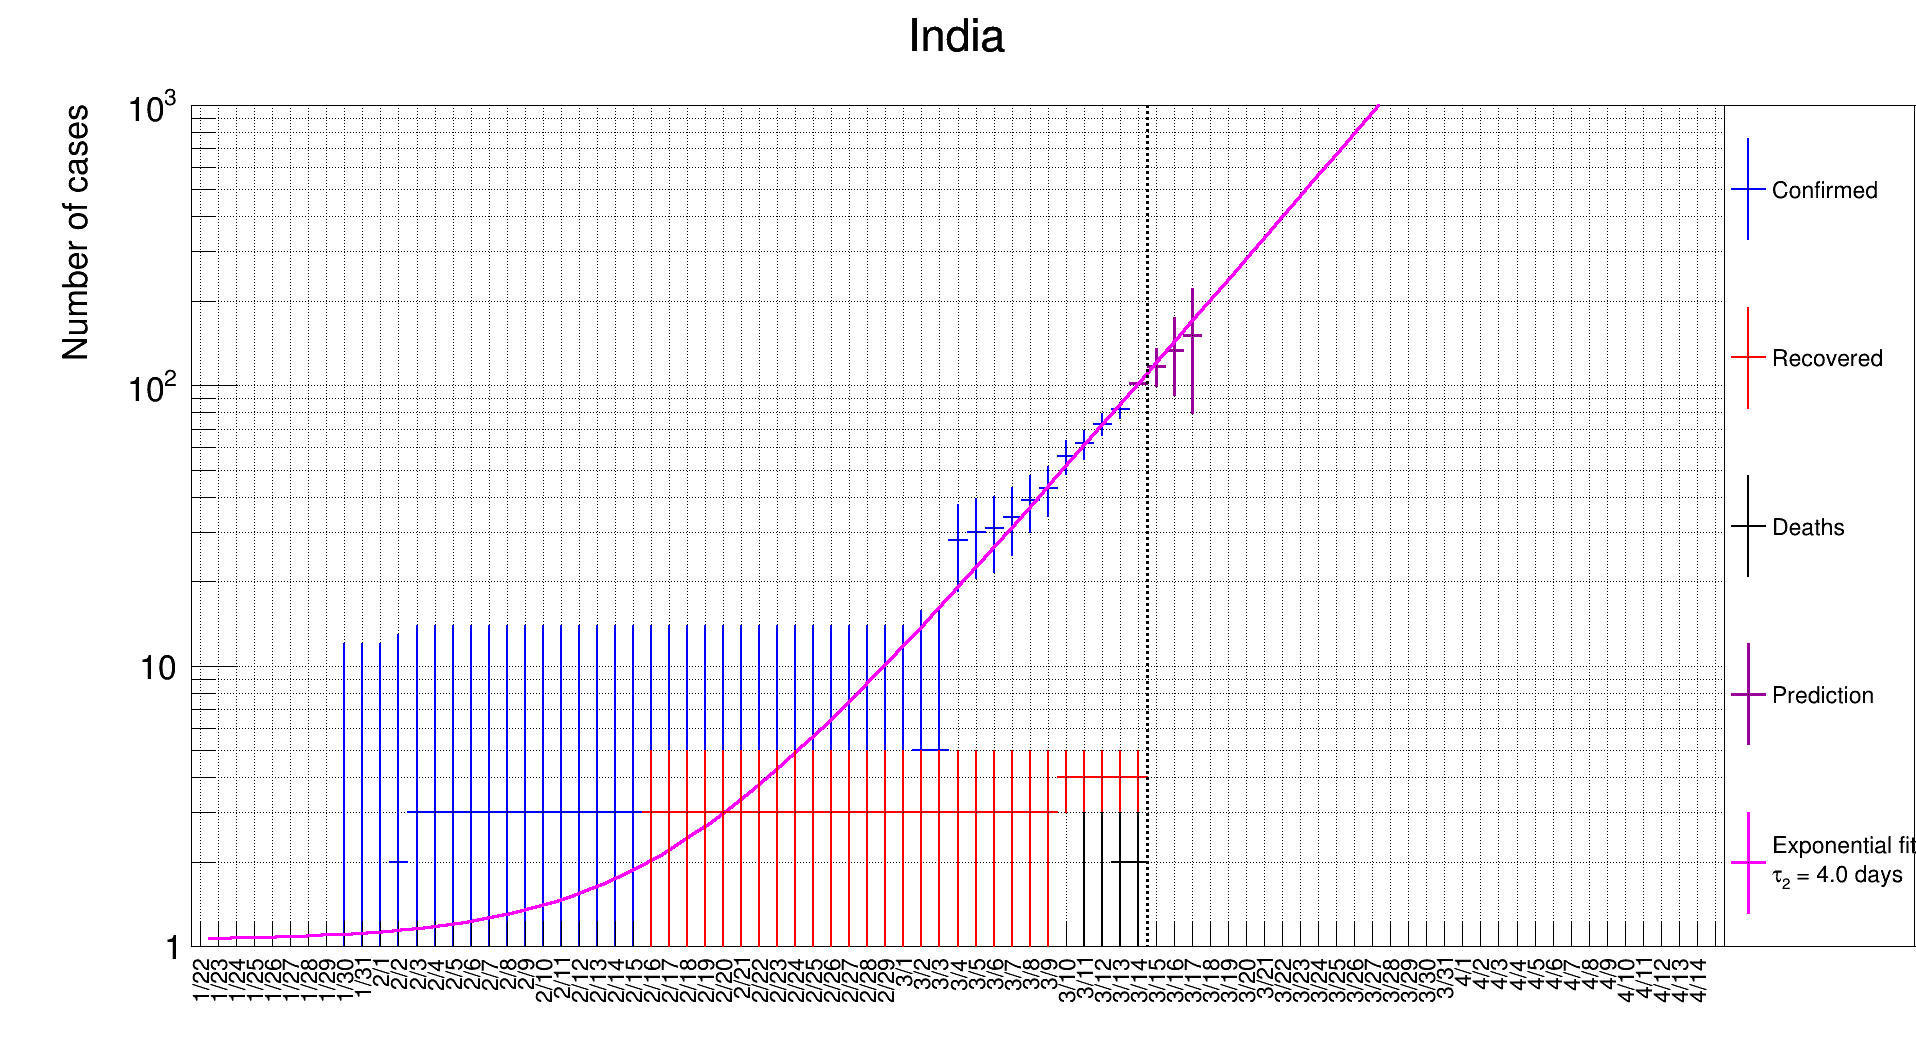 India
Number of cases
10³
10²
10
1
1/22 1/23 1/24 1/25 1/26 1/27 1/28 1/29 1/30 1/31 2/1 2/2 2/3 2/4 2/5 2/6 2/7 2/8 2/9 2/10 2/11 2/12 2/13 2/14 2/15 2/16 2/17 2/18 2/19 2/20 2/21 2/22 2/23 2/24 2/25 2/26 2/27 2/28 2/29 3/1 3/2 3/3 3/4 3/5 3/6 3/7 3/8 3/9 3/10 3/11 3/12 3/13 3/14 3/15 3/16 3/17 3/18 3/19 3/20 3/21 3/22 3/23 3/24 3/25 3/26 3/27 3/28 3/29 3/30 3/31 4/1 4/2 4/3 4/4 4/5 4/6 4/7 4/8 4/9 4/10 4/11 4/12 4/13 4/14
Confirmed
Recovered
Deaths
Prediction
Exponential fit
τ₂ = 4.0 days